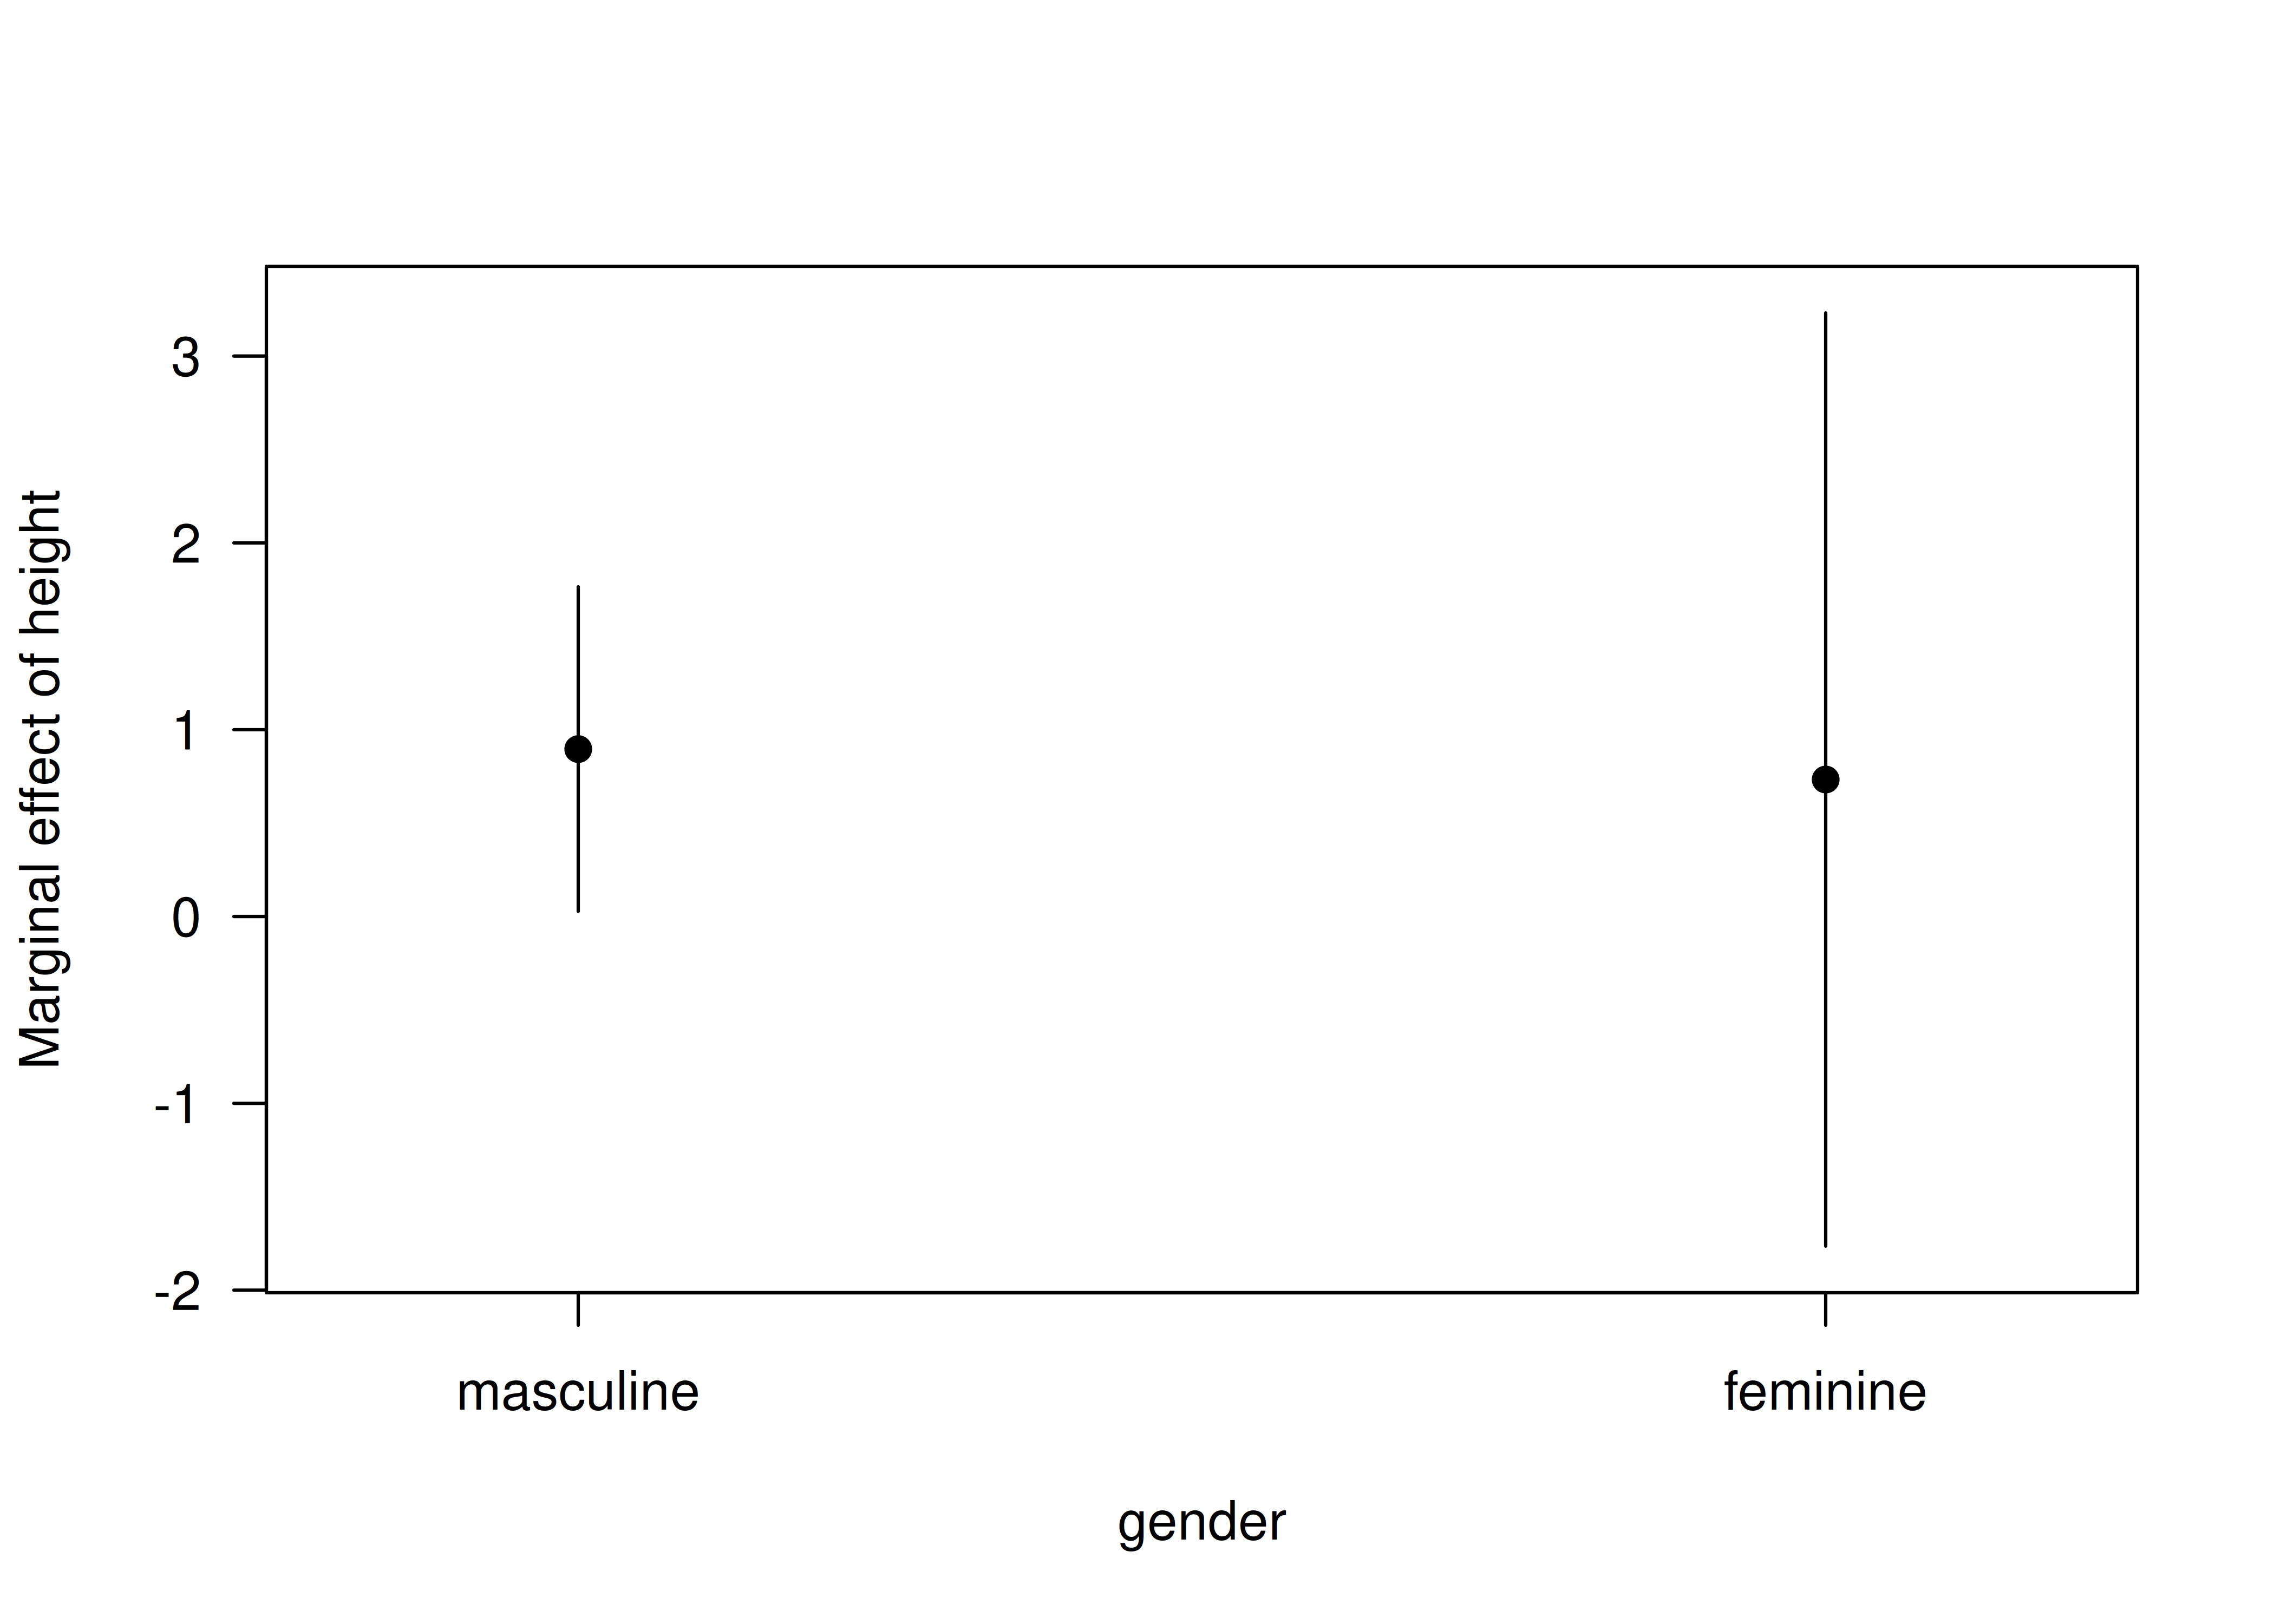 Marginal effect of height
3
2
1
0
-1
-2
masculine feminine
gender